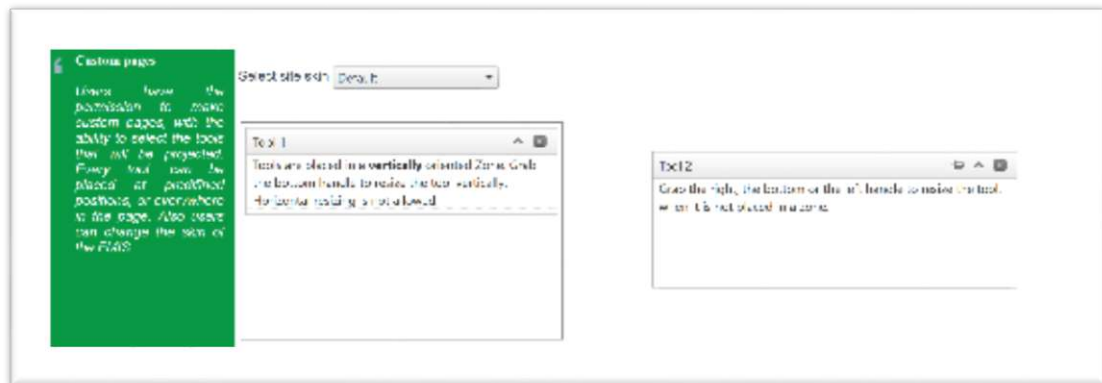 Custom pages
Users have the
permission to make
custom pages, with the
ability to select the tools
that will be projected.
Every tool can be
placed at predefined
positions, or everywhere
in the page. Also users
can change the skin of
the
Select site skin Default
Tool 1
Tools are placed in a vertically oriented Zone. Grab
the bottom handle to resize the tool vertically.
Horizontal resizing is not allowed
Tool 2
Grab the right, the bottom or the left handle to resize the tool,
when it is not placed in a zone.